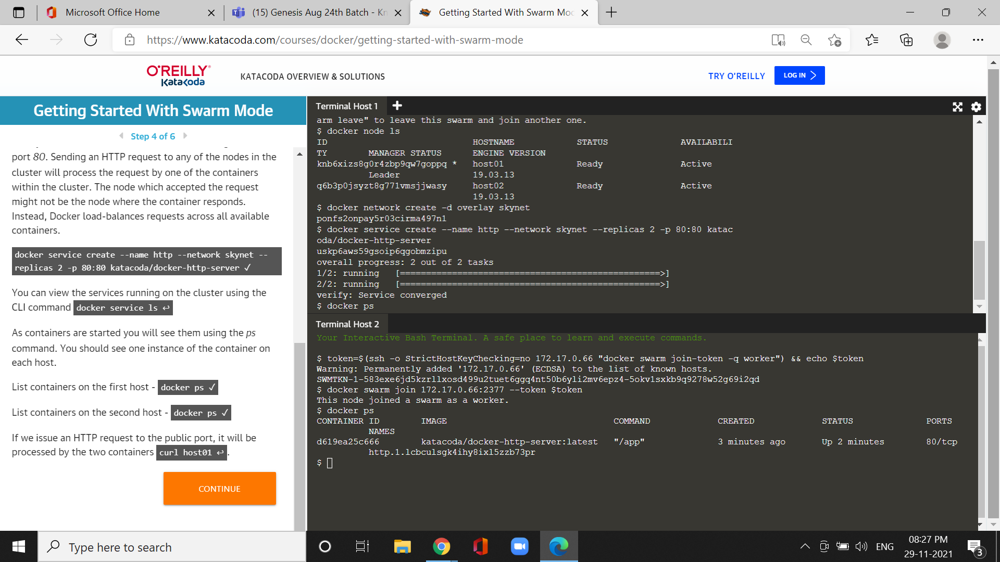 Microsoft Office Home
(15) Genesis Aug 24th Batch - Kn
Getting Started With Swarm Mod
https://www.katacoda.com/courses/docker/getting-started-with-swarm-mode
O'REILLY
Katacoda
KATACODA OVERVIEW & SOLUTIONS
TRY O'REILLY
LOG IN
Getting Started With Swarm Mode
Step 4 of 6
port 80. Sending an HTTP request to any of the nodes in the
cluster will process the request by one of the containers
within the cluster. The node which accepted the request
might not be the node where the container responds.
Instead, Docker load-balances requests across all available
containers.
docker service create --name http --network skynet --
replicas 2 -p 80:80 katacoda/docker-http-server ✓
You can view the services running on the cluster using the
CLI command docker service ls ↩
As containers are started you will see them using the ps
command. You should see one instance of the container on
each host.
List containers on the first host - docker ps ✓
List containers on the second host - docker ps ✓
If we issue an HTTP request to the public port, it will be
processed by the two containers curl host01 ↩.
CONTINUE
Terminal Host 1
arm leave" to leave this swarm and join another one.
$ docker node ls
ID HOSTNAME STATUS AVAILABILI
TY MANAGER STATUS ENGINE VERSION
knb6xizs8g0r4zbp9qw7goppq * host01 Ready Active
Leader 19.03.13
q6b3p0jsyzt8g771vmsjjwasy host02 Ready Active
19.03.13
$ docker network create -d overlay skynet
ponfs2onpay5r03cirma497n1
$ docker service create --name http --network skynet --replicas 2 -p 80:80 katac
oda/docker-http-server
uskp6aws59gsoip6qgobmzipu
overall progress: 2 out of 2 tasks
1/2: running [==================================================>]
2/2: running [==================================================>]
verify: Service converged
$ docker ps
Terminal Host 2
Your Interactive Bash Terminal. A safe place to learn and execute commands.
$ token=$(ssh -o StrictHostKeyChecking=no 172.17.0.66 "docker swarm join-token -q worker") && echo $token
Warning: Permanently added '172.17.0.66' (ECDSA) to the list of known hosts.
SWMTKN-1-583exe6jd5kzrllxosd499u2tuet6ggq4nt50b6yli2mv6epz4-5okv1sxkb9q9278w52g69i2qd
$ docker swarm join 172.17.0.66:2377 --token $token
This node joined a swarm as a worker.
$ docker ps
CONTAINER ID IMAGE COMMAND CREATED STATUS PORTS
NAMES
d619ea25c666 katacoda/docker-http-server:latest "/app" 3 minutes ago Up 2 minutes 80/tcp
http.1.lcbculsgk4ihy8ixl5zzb73pr
$
Type here to search
ENG
08:27 PM
29-11-2021
3